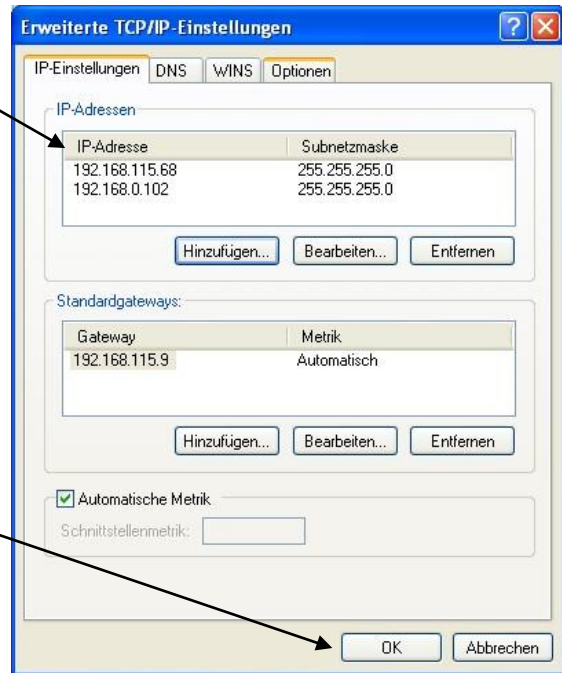 Erweiterte TCP/IP-Einstellungen
IP-Einstellungen DNS WINS Optionen
IP-Adressen
IP-Adresse Subnetzmaske
192.168.115.68 255.255.255.0
192.168.0.102 255.255.255.0
Hinzufügen... Bearbeiten... Entfernen
Standardgateways:
Gateway Metrik
192.168.115.9 Automatisch
Hinzufügen... Bearbeiten... Entfernen
Automatische Metrik
Schnittstellenmetrik:
OK Abbrechen